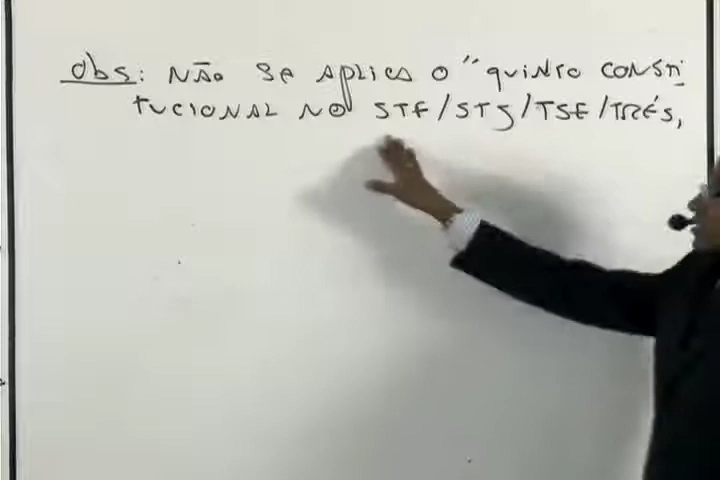 Obs: NÃO SE APLICA O "QUINTO CONSTI
TUCIONAL NO STF/STJ/TSE/TRÉS,